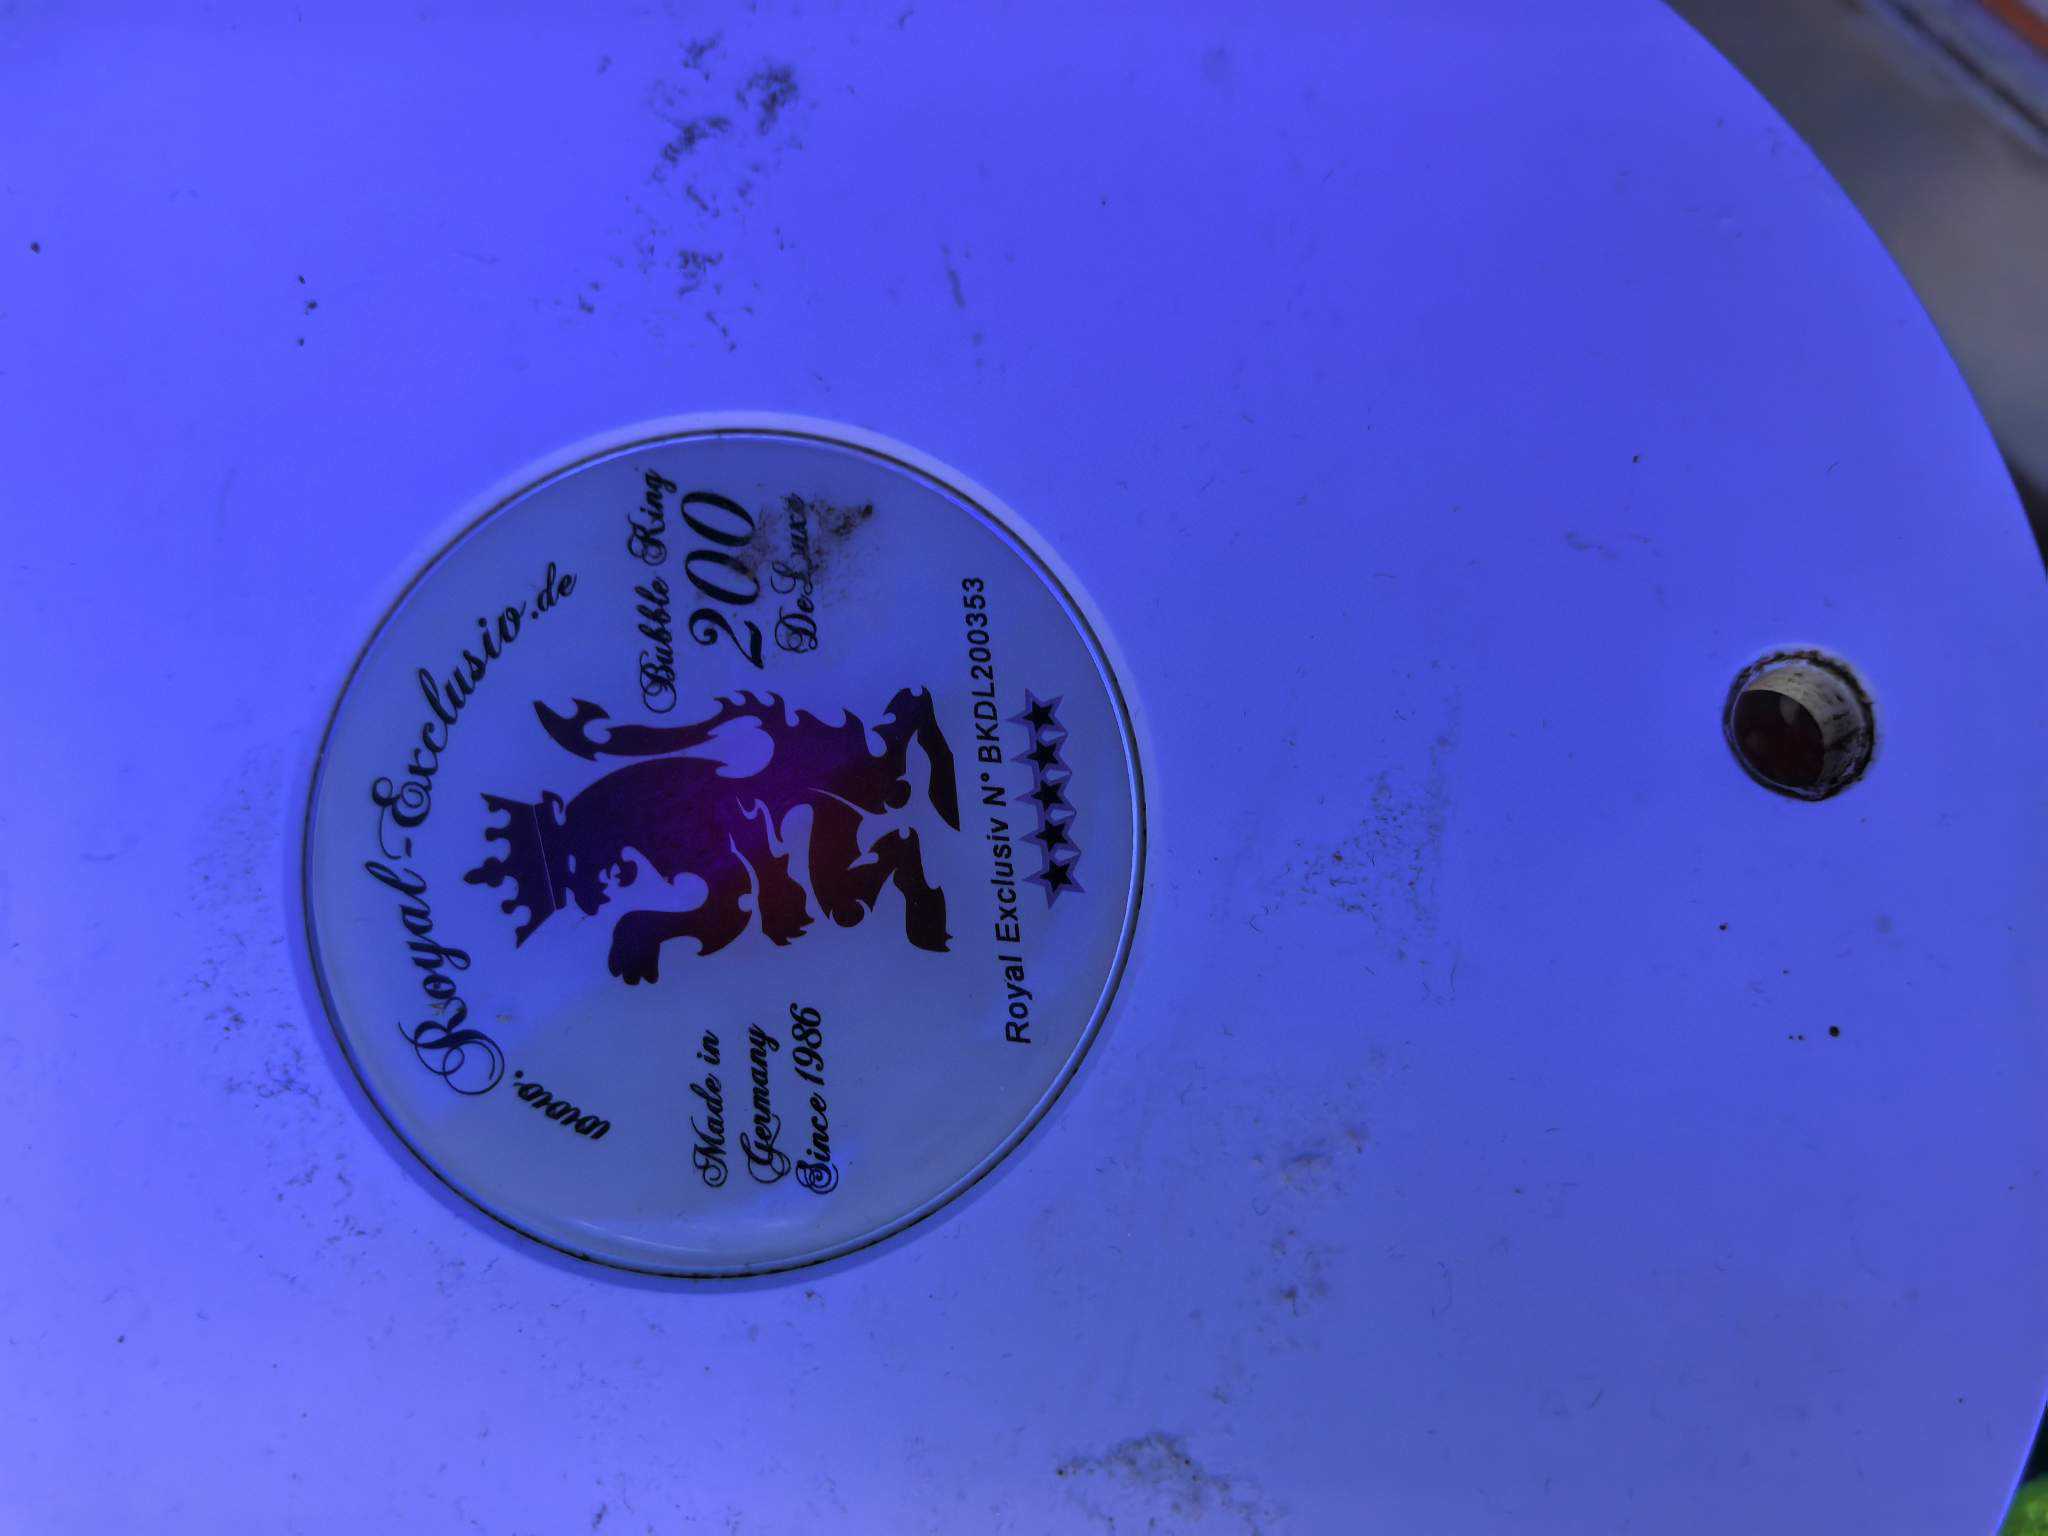 www.Royal-Exclusiv.de
Bubble King
200
DeLuxe
Made in
Germany
Since 1986
Royal Exclusiv N° BKDL200353